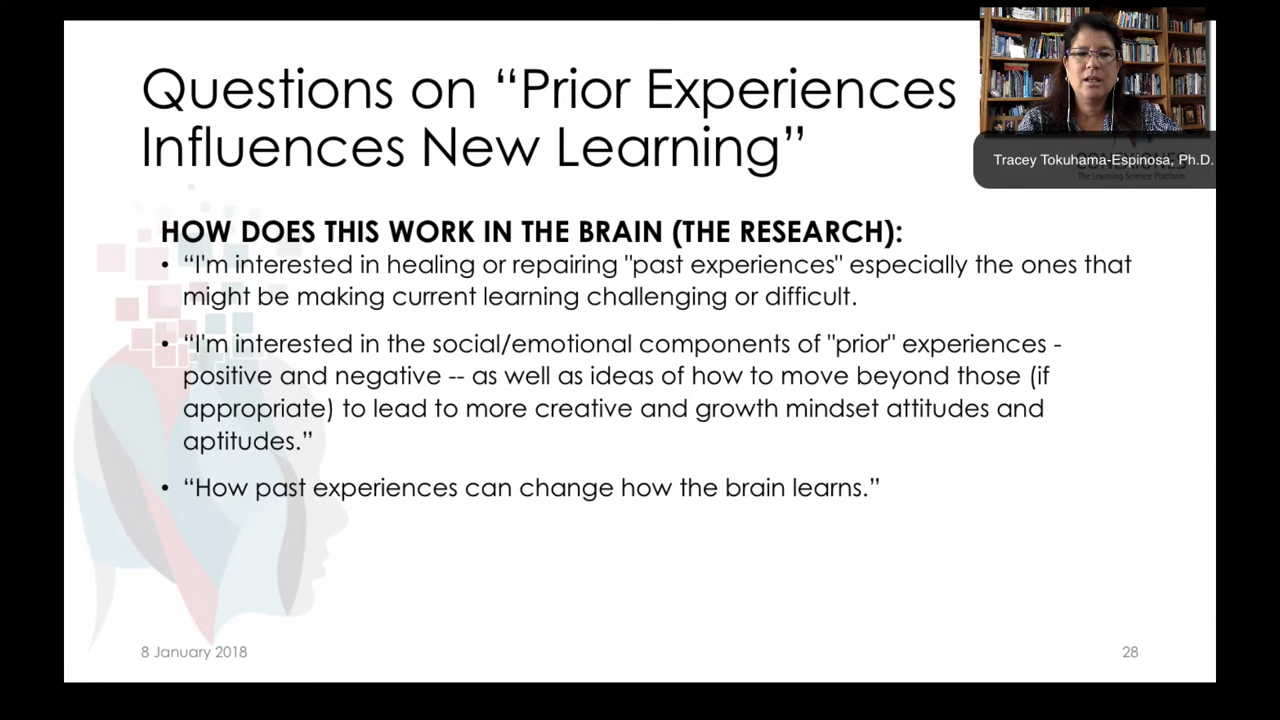 Questions on “Prior Experiences
Influences New Learning”
Tracey Tokuhama-Espinosa, Ph.D.
The Learning Science Platform
HOW DOES THIS WORK IN THE BRAIN (THE RESEARCH):
• “I'm interested in healing or repairing "past experiences" especially the ones that
might be making current learning challenging or difficult.
• “I'm interested in the social/emotional components of "prior" experiences -
positive and negative -- as well as ideas of how to move beyond those (if
appropriate) to lead to more creative and growth mindset attitudes and
aptitudes.”
• “How past experiences can change how the brain learns.”
8 January 2018
28